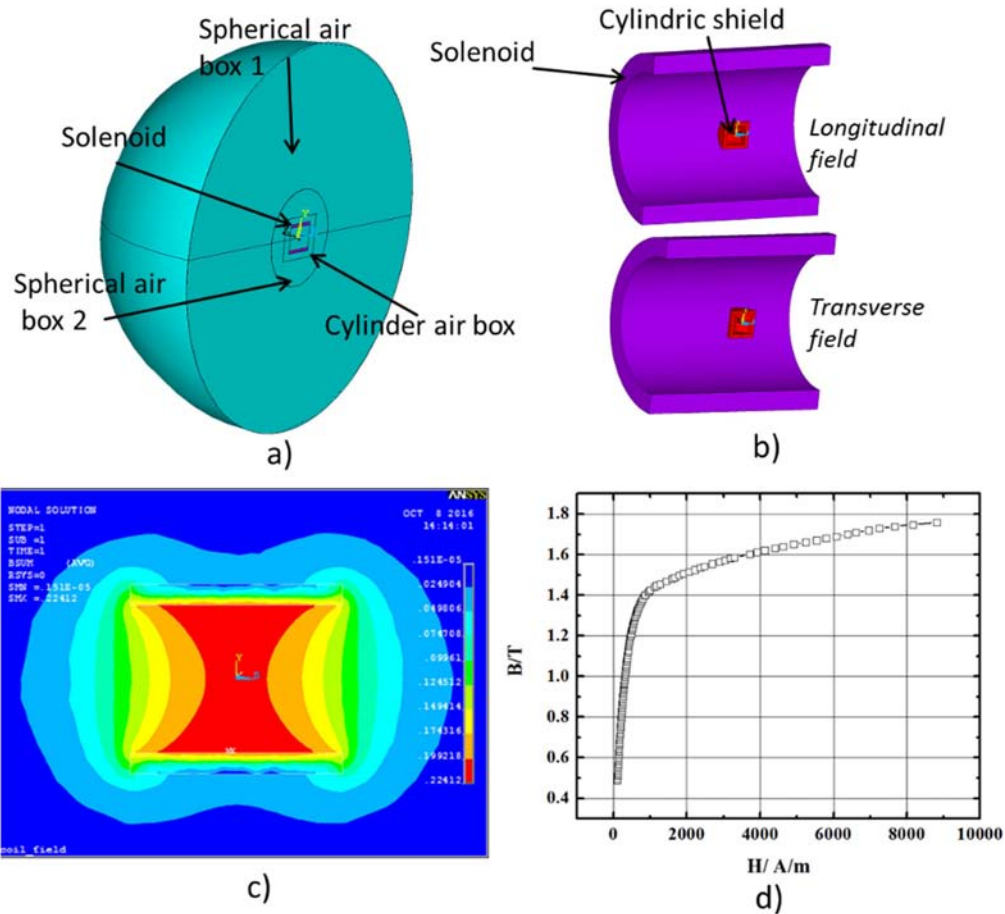 Spherical air
box 1
Solenoid
Spherical air
box 2
Cylinder air box
a)
Cylindric shield
Solenoid
Longitudinal
field
Transverse
field
b)
ANSYS
NODAL SOLUTION
OCT 8 2016
14:14:01
STEP=1
SUB =1
TIME=1
BSUM (AVG)
RSYS=0
SMN =.151E-05
SMX =.22412
.151E-05
.024904
.049806
.074708
.09961
.124512
.149414
.174316
.199218
.22412
Y
MX
coil_field
c)
1.8
1.6
1.4
1.2
1.0
0.8
0.6
0.4
B/T
0 2000 4000 6000 8000 10000
H/ A/m
d)